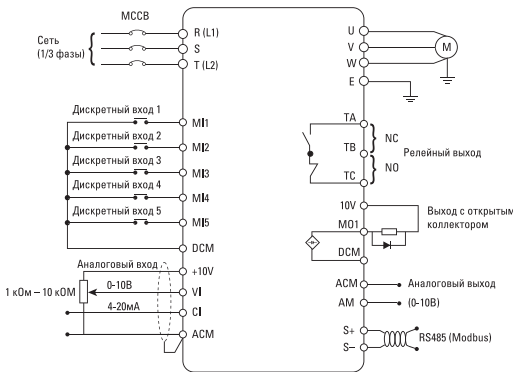 MCCB
Сеть
(1/3 фазы)
R (L1)
S
T (L2)
Дискретный вход 1
MI1
Дискретный вход 2
MI2
Дискретный вход 3
MI3
Дискретный вход 4
MI4
Дискретный вход 5
MI5
DCM
Аналоговый вход
+10V
1 кОм – 10 кОМ
0-10В
VI
4-20мА
CI
ACM
U
V
W
M
E
TA
NC
TB
Релейный выход
NO
TC
10V
MO1
Выход с открытым
коллектором
DCM
ACM
Аналоговый выход
AM
(0-10В)
S+
RS485 (Modbus)
S–